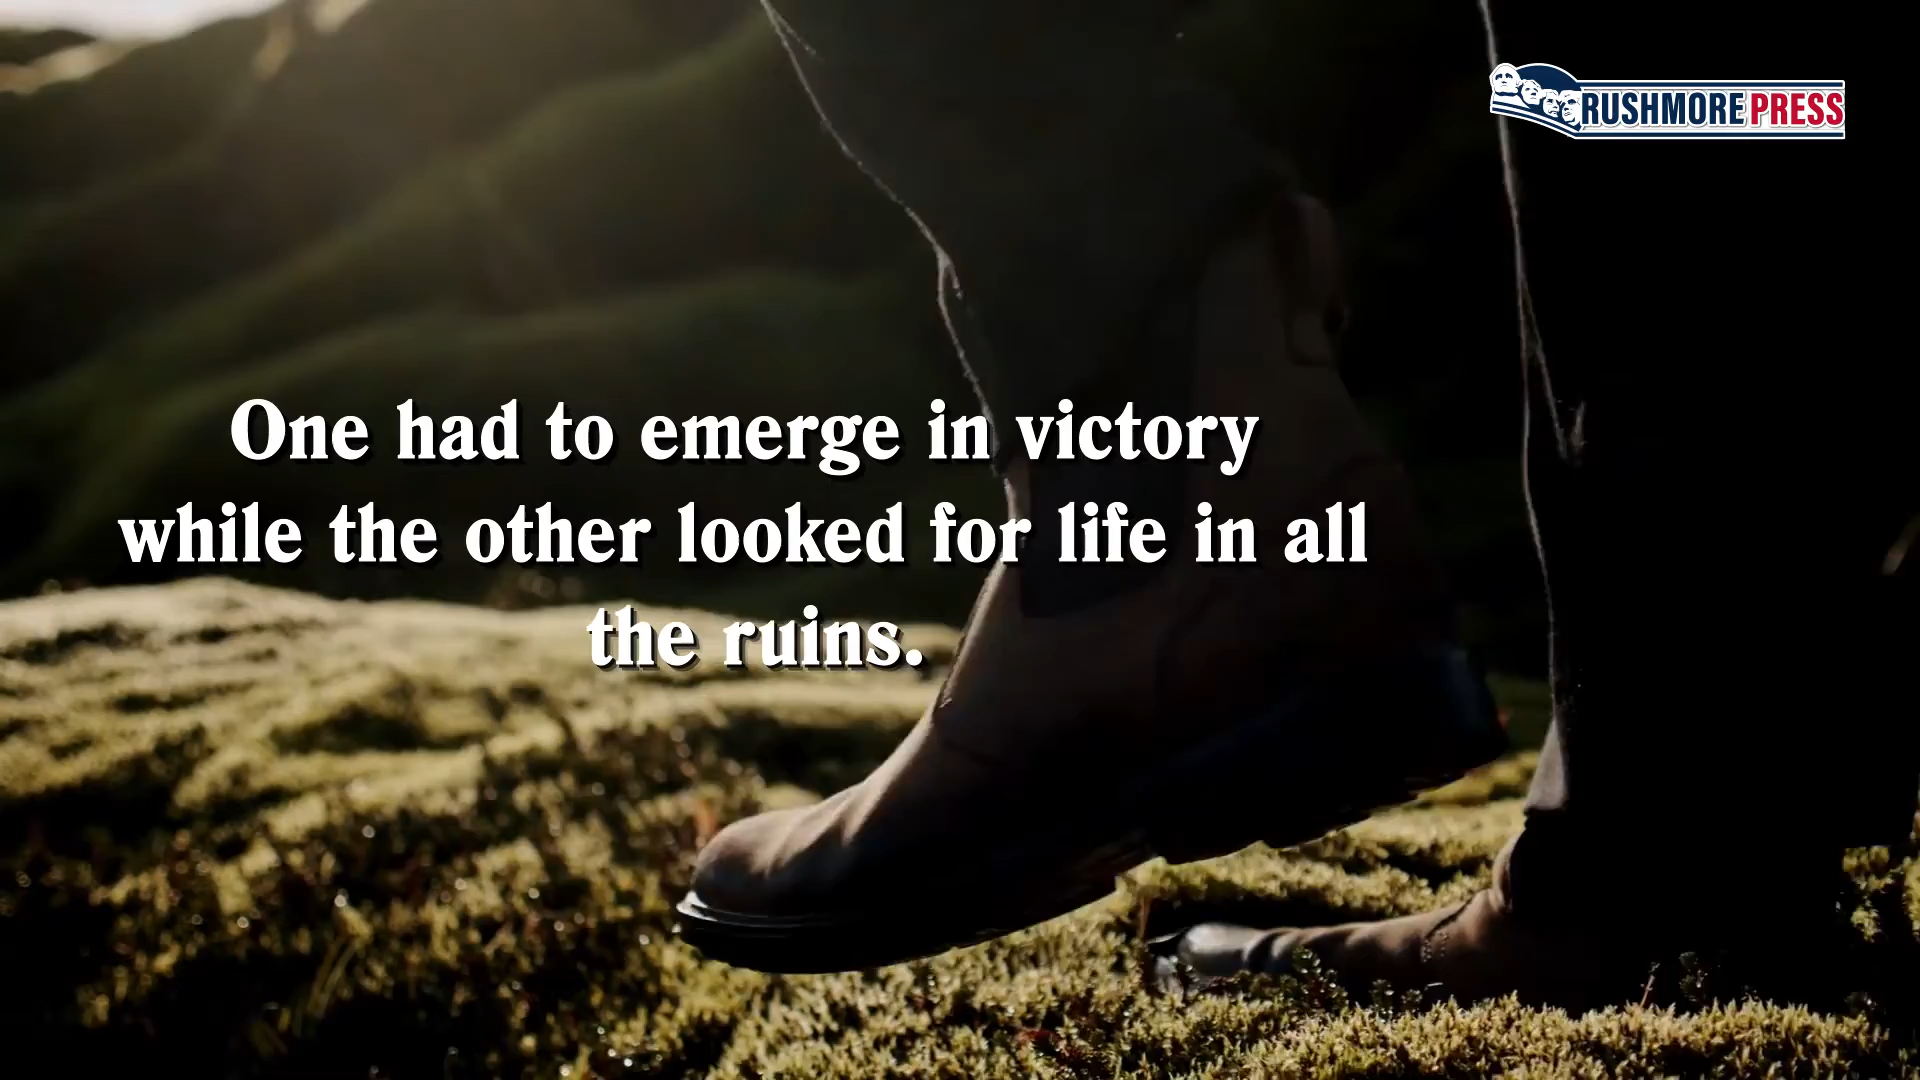 RUSHMORE PRESS
One had to emerge in victory
while the other looked for life in all
the ruins.